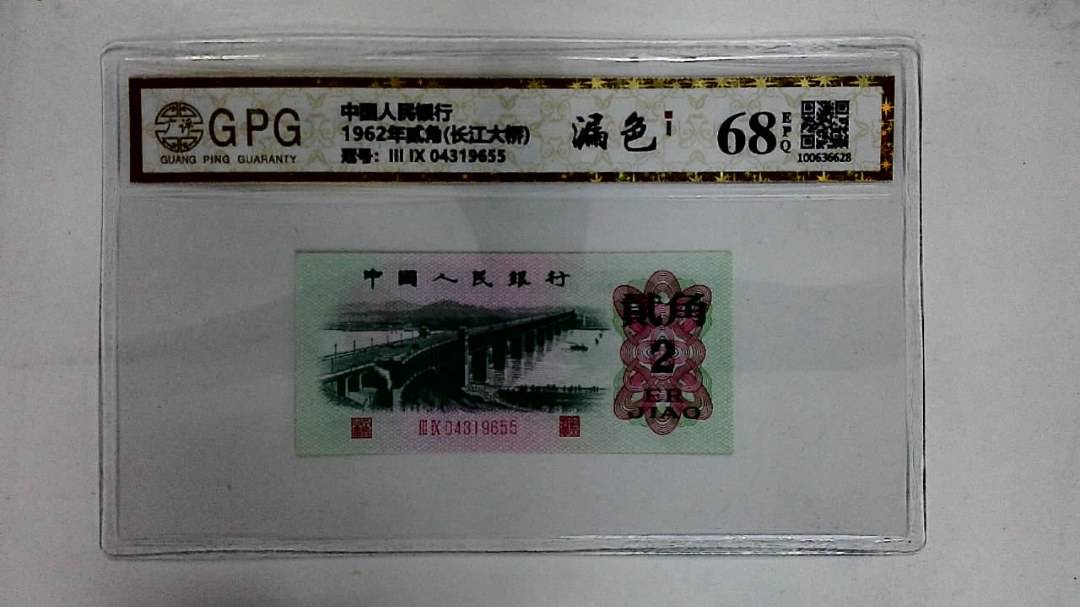 GPG
GUANG PING GUARANTY
中國人民銀行
1962年贰角(长江大桥)
冠号: III IX 04319655
漏色
68
EPQ
100636628
中國人民銀行
貳角
2
ER
JIAO
III IX 04319655